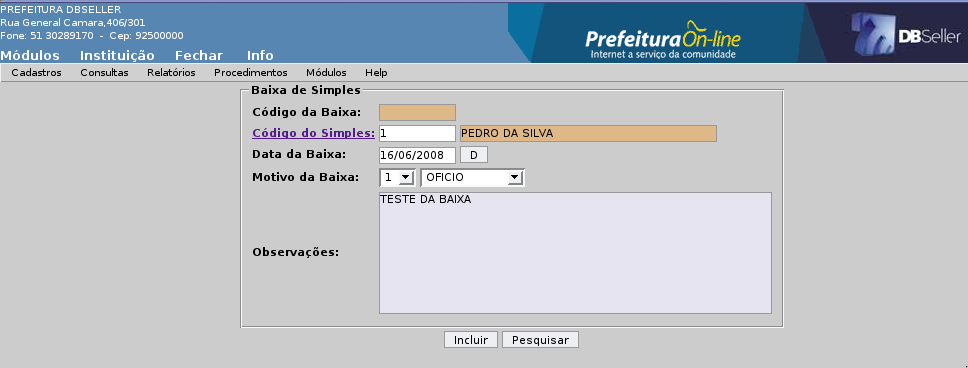 PREFEITURA DBSELLER
Rua General Camara,406/301
Fone: 51 30289170 - Cep: 92500000
Módulos Instituição Fechar Info
Prefeitura On-line
Internet a serviço da comunidade
DBSeller
Cadastros Consultas Relatórios Procedimentos Módulos Help
Baixa de Simples
Código da Baixa:
Código do Simples: 1 PEDRO DA SILVA
Data da Baixa: 16/06/2008 D
Motivo da Baixa: 1 OFICIO
TESTE DA BAIXA
Observações:
Incluir Pesquisar